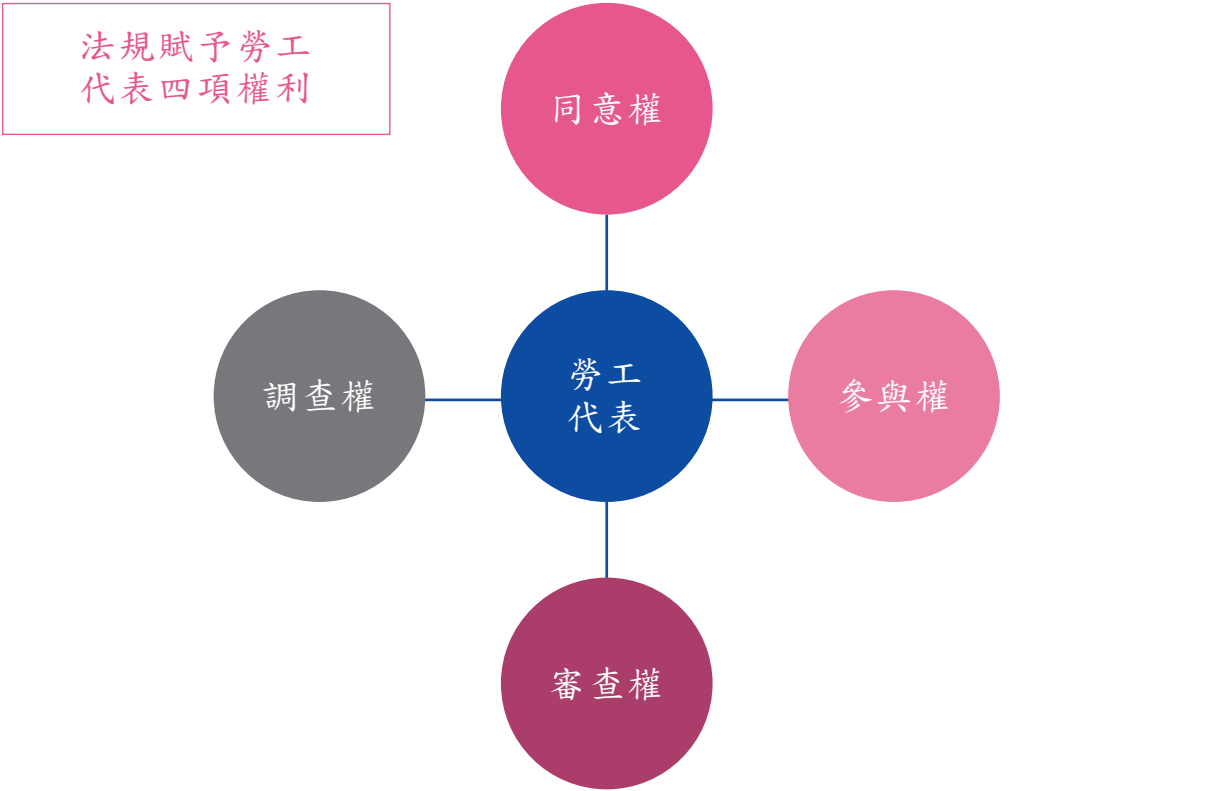 法規賦予勞工
代表四項權利
同意權
調查權
勞工
代表
參與權
審查權